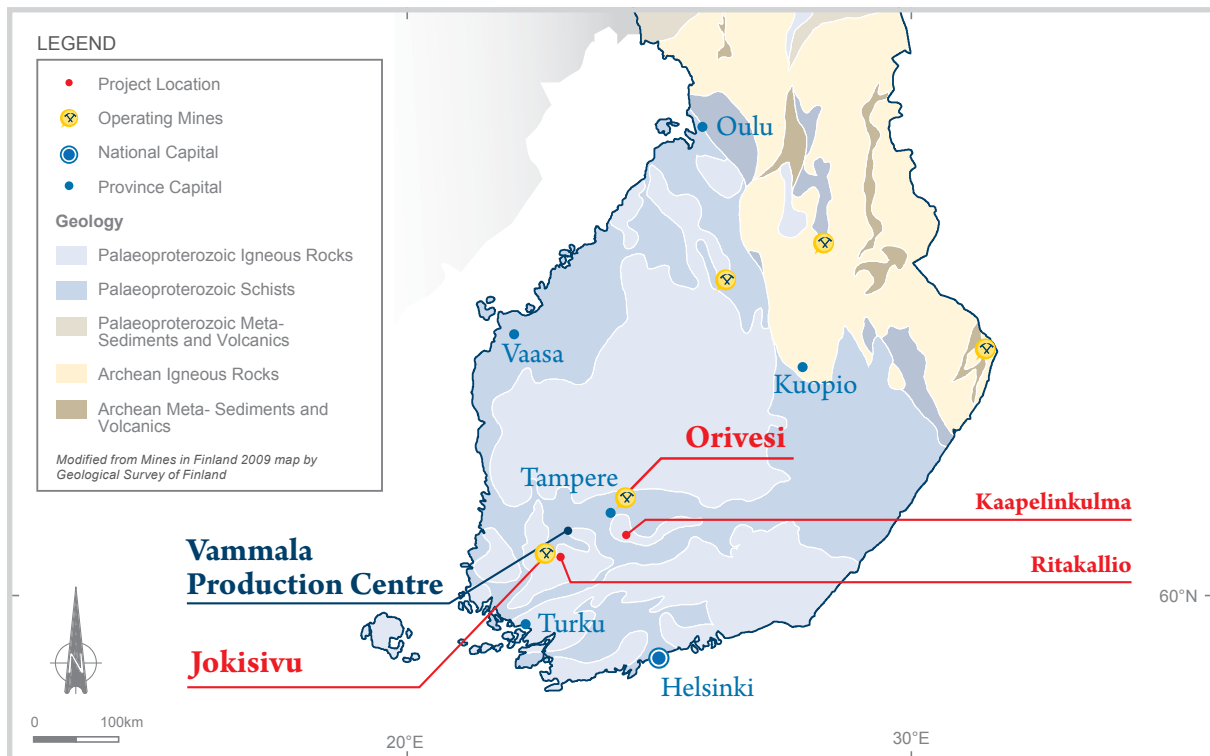 LEGEND
Project Location
Operating Mines
National Capital
Province Capital
Geology
Palaeoproterozoic Igneous Rocks
Palaeoproterozoic Schists
Palaeoproterozoic Meta-
Sediments and Volcanics
Archean Igneous Rocks
Archean Meta- Sediments and
Volcanics
Modified from Mines in Finland 2009 map by
Geological Survey of Finland
Oulu
Vaasa
Kuopio
Orivesi
Tampere
Kaapelinkulma
Vammala
Production Centre
Ritakallio
60°N
Turku
Jokisivu
Helsinki
N
0 100km
20°E
30°E